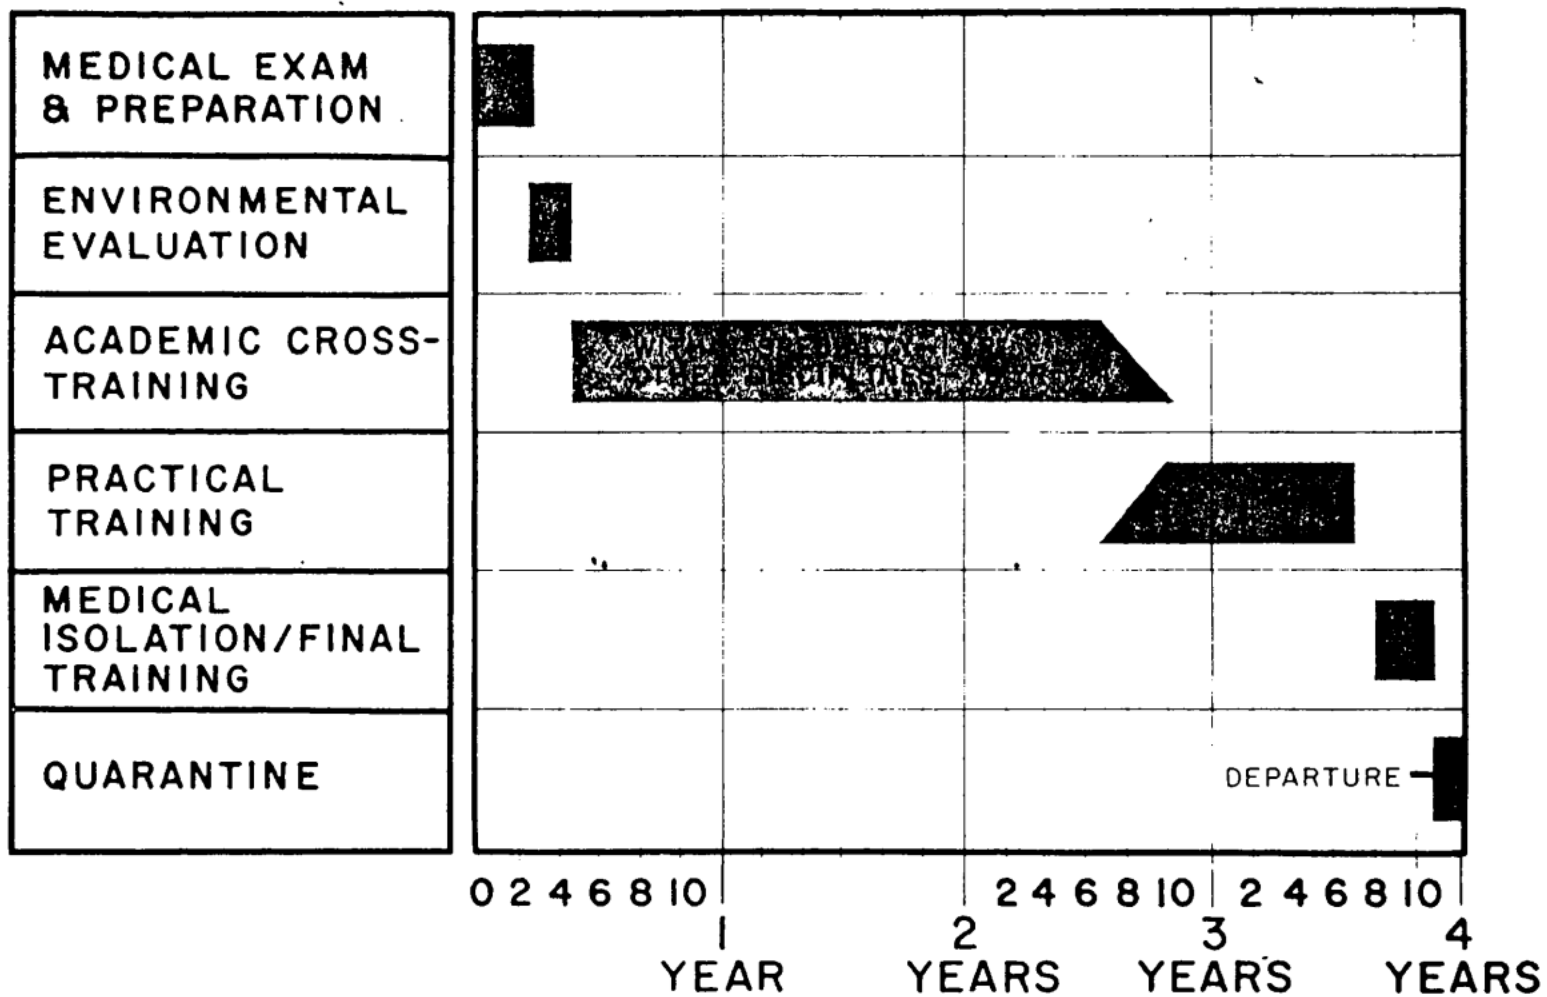 MEDICAL EXAM
& PREPARATION
ENVIRONMENTAL
EVALUATION
ACADEMIC CROSS-
TRAINING
PRACTICAL
TRAINING
MEDICAL
ISOLATION/FINAL
TRAINING
QUARANTINE
DEPARTURE
0 2 4 6 8 10 2 4 6 8 10 2 4 6 8 10
1 2 3 4
YEAR YEARS YEARS YEARS